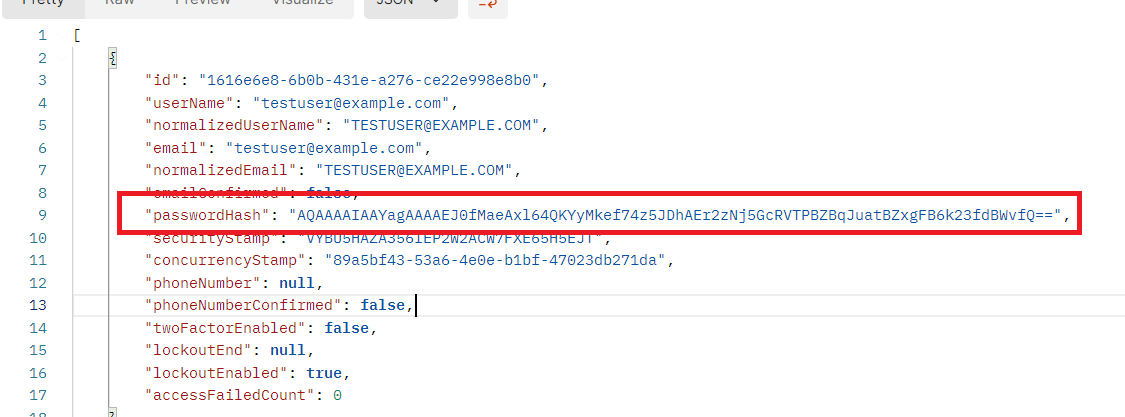 Pretty Raw Preview Visualize JSON
1 [
2 {
3 "id": "1616e6e8-6b0b-431e-a276-ce22e998e8b0",
4 "userName": "testuser@example.com",
5 "normalizedUserName": "TESTUSER@EXAMPLE.COM",
6 "email": "testuser@example.com",
7 "normalizedEmail": "TESTUSER@EXAMPLE.COM",
8 "emailConfirmed": false,
9 "passwordHash": "AQAAAAIAAYagAAAAEJ0fMaeAxl64QKYyMkef74z5JDhAEr2zNj5GcRVTPBZBqJuatBZxgFB6k23fdBWvfQ==",
10 "securityStamp": "VYBU5HAZA356IEP2W2ACW7FXE65H5EJT",
11 "concurrencyStamp": "89a5bf43-53a6-4e0e-b1bf-47023db271da",
12 "phoneNumber": null,
13 "phoneNumberConfirmed": false,
14 "twoFactorEnabled": false,
15 "lockoutEnd": null,
16 "lockoutEnabled": true,
17 "accessFailedCount": 0
18 }